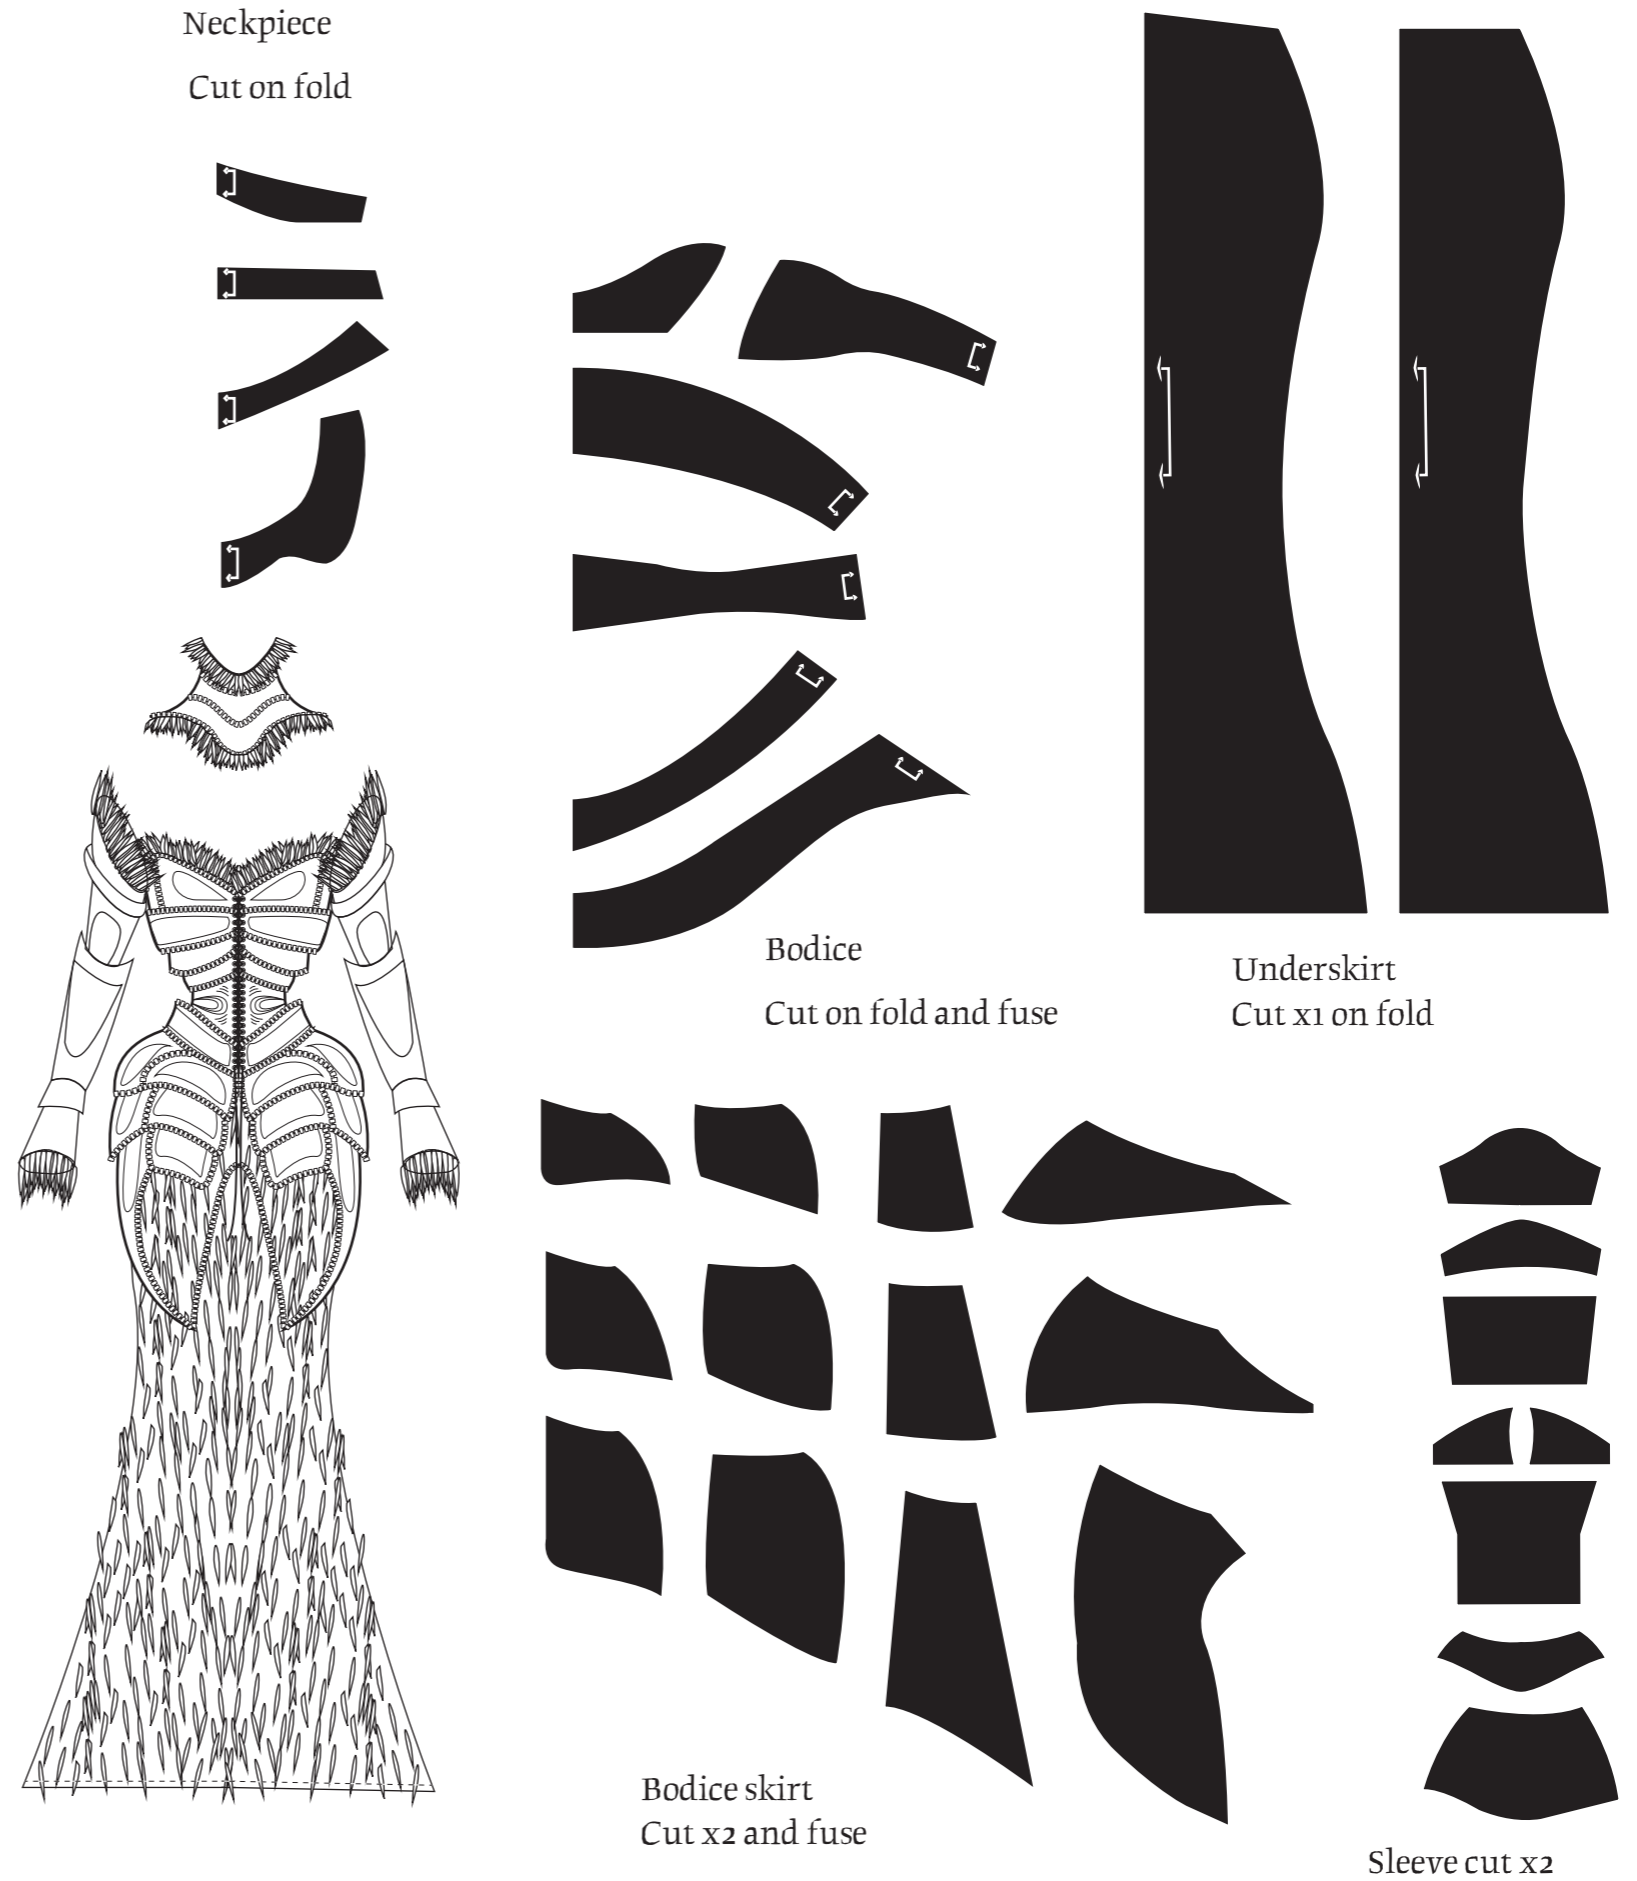 Neckpiece
Cut on fold
Bodice
Cut on fold and fuse
Underskirt
Cut x1 on fold
Bodice skirt
Cut x2 and fuse
Sleeve cut x2